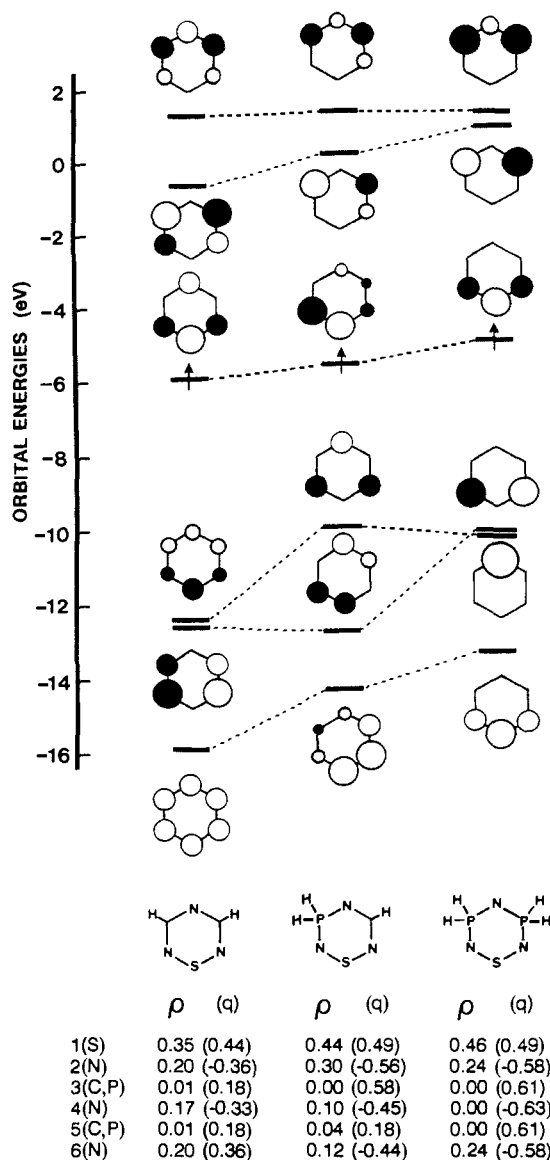 2
0
-2
-4
-6
-8
-10
-12
-14
-16
ORBITAL ENERGIES (eV)
H N H
N S N
H H P N H
N S N
H H P N P H H
N S N
ρ (q) ρ (q) ρ (q)
1(S) 0.35 (0.44) 0.44 (0.49) 0.46 (0.49)
2(N) 0.20 (-0.36) 0.30 (-0.56) 0.24 (-0.58)
3(C,P) 0.01 (0.18) 0.00 (0.58) 0.00 (0.61)
4(N) 0.17 (-0.33) 0.10 (-0.45) 0.00 (-0.63)
5(C,P) 0.01 (0.18) 0.04 (0.18) 0.00 (0.61)
6(N) 0.20 (0.36) 0.12 (-0.44) 0.24 (-0.58)